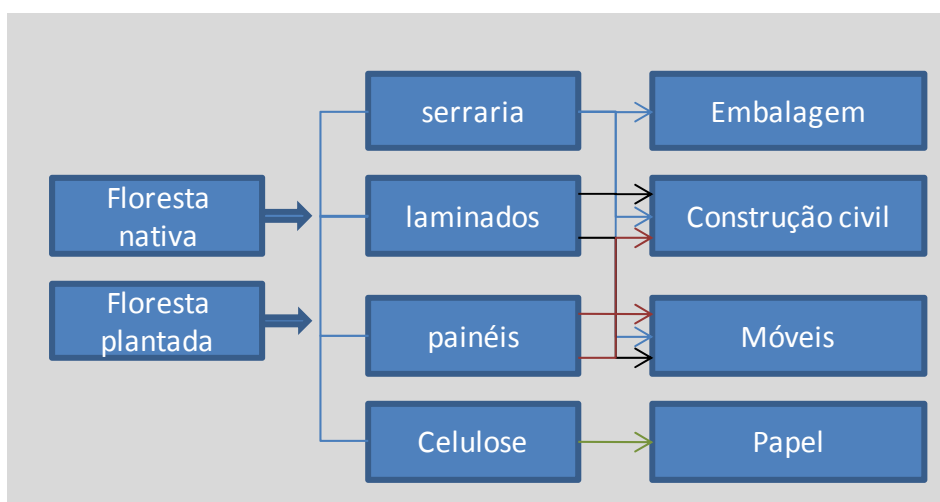 Floresta
nativa
Floresta
plantada
serraria
laminados
painéis
Celulose
Embalagem
Construção civil
Móveis
Papel